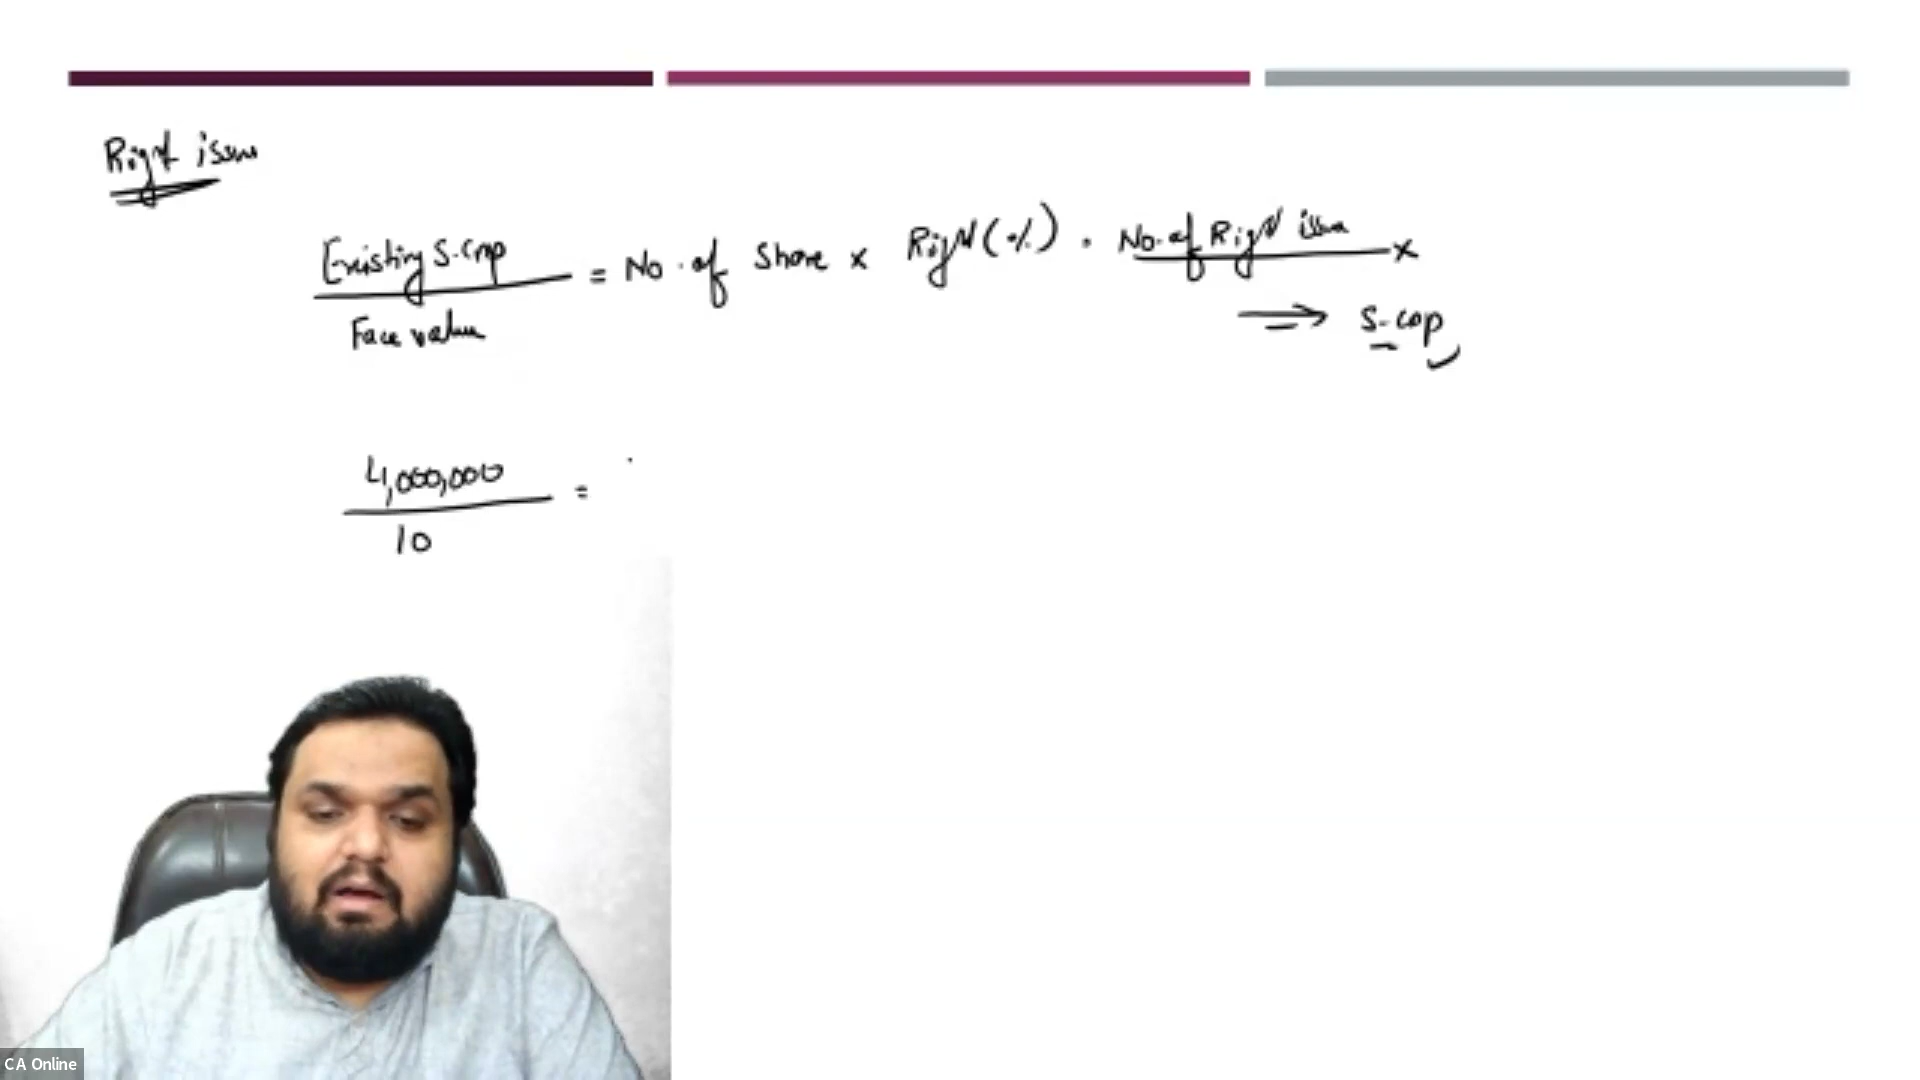 Right issue
Existing S-cap
Face value
= No. of Share x Right (%) = No. of Right issue x
⇒ S-cap
4,000,000
10
=
CA Online